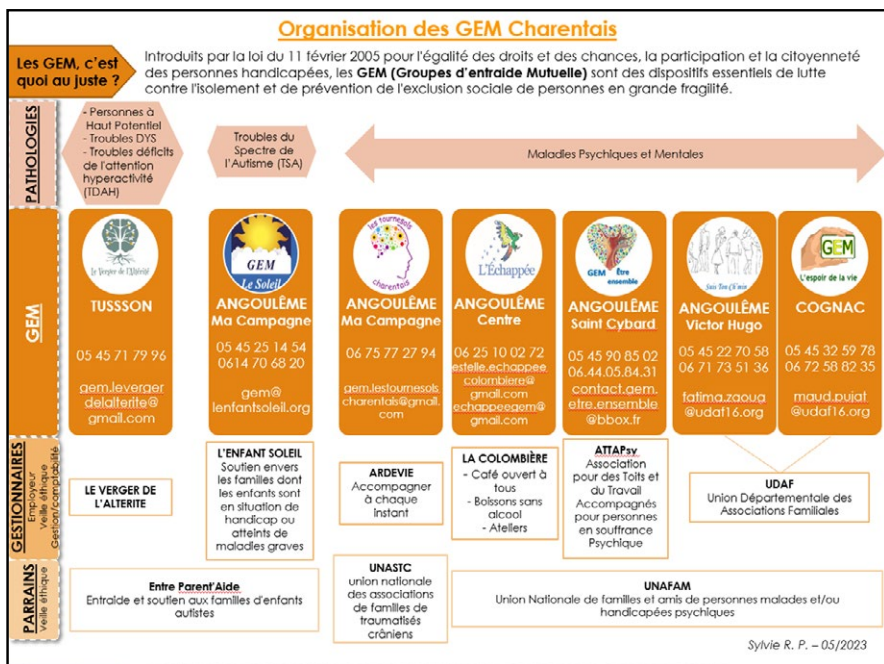 Organisation des GEM Charentais
Les GEM, c'est
quoi au juste ?
Introduits par la loi du 11 février 2005 pour l'égalité des droits et des chances, la participation et la citoyenneté
des personnes handicapées, les GEM (Groupes d'entraide Mutuelle) sont des dispositifs essentiels de lutte
contre l'isolement et de prévention de l'exclusion sociale de personnes en grande fragilité.
PATHOLOGIES
- Personnes à
Haut Potentiel
- Troubles DYS
- Troubles déficits
de l'attention
hyperactivité
(TDAH)
Troubles du
Spectre de
l'Autisme (TSA)
Maladies Psychiques et Mentales
GEM
Le Verger de l'Altérité
TUSSSON
05 45 71 79 96
gem.leverger
delalterite@
gmail.com
GEM
Le Soleil
ANGOULÊME
Ma Campagne
05 45 25 14 54
0614 70 68 20
gem@
lenfantsoleil.org
les tournesols
charentais
ANGOULÊME
Ma Campagne
06 75 77 27 94
gem.lestournesols
charentais@gmail.
com
L'Échappée
ANGOULÊME
Centre
06 25 10 02 72
estelle.echappee
colombiere@
gmail.com
echappeegem@
gmail.com
GEM être
ensemble
ANGOULÊME
Saint Cybard
05 45 90 85 02
06.44.05.84.31
contact.gem.
etre.ensemble
@bbox.fr
Suis Ton Ch'min
ANGOULÊME
Victor Hugo
05 45 22 70 58
06 71 73 51 36
fatima.zaoug
@udaf16.org
GEM
L'espoir de la vie
COGNAC
05 45 32 59 78
06 72 58 82 35
maud.pujat
@udaf16.org
GESTIONNAIRES
Employeur
Veille éthique
Gestion/comptabilité
LE VERGER DE
L'ALTERITE
L'ENFANT SOLEIL
Soutien envers
les familles dont
les enfants sont
en situation de
handicap ou
atteints de
maladies graves
ARDEVIE
Accompagner
à chaque
instant
LA COLOMBIÈRE
- Café ouvert à
tous
- Boissons sans
alcool
- Ateliers
ATTAPsy
Association
pour des Toits et
du Travail
Accompagnés
pour personnes
en souffrance
Psychique
UDAF
Union Départementale des
Associations Familiales
PARRAINS
Veille éthique
Entre Parent'Aide
Entraide et soutien aux familles d'enfants
autistes
UNASTC
union nationale
des associations
de familles de
traumatisés
crâniens
UNAFAM
Union Nationale de familles et amis de personnes malades et/ou
handicapées psychiques
Sylvie R. P. – 05/2023